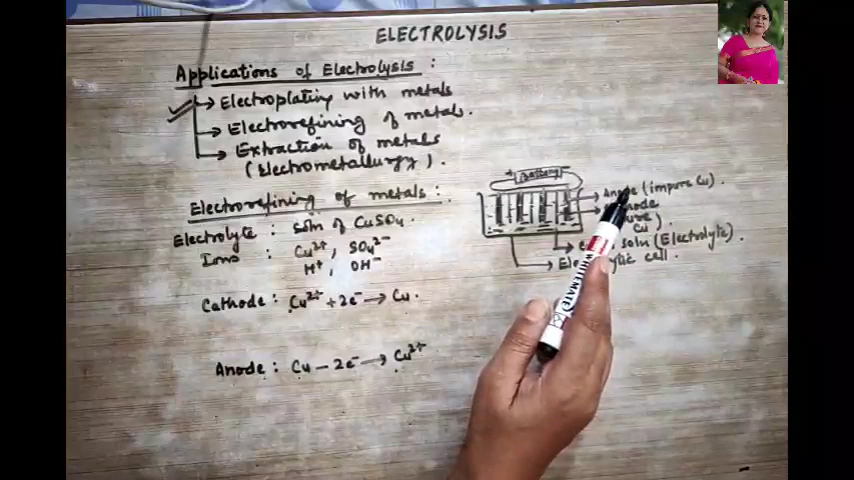 ELECTROLYSIS
Applications of Electrolysis :
→ Electroplating with metals
→ Electrorefining of metals.
→ Extraction of metals
(Electrometallurgy).
Electrorefining of metals :
Electrolyte : soln of CuSO4.
Ions : Cu²⁺, SO4²⁻
H⁺, OH⁻
Cathode : Cu²⁺ + 2e⁻ → Cu.
Anode : Cu − 2e⁻ → Cu²⁺
+ Battery −
Anode (impure Cu).
Cu).
soln (Electrolyte).
cell.
WHITEMATE